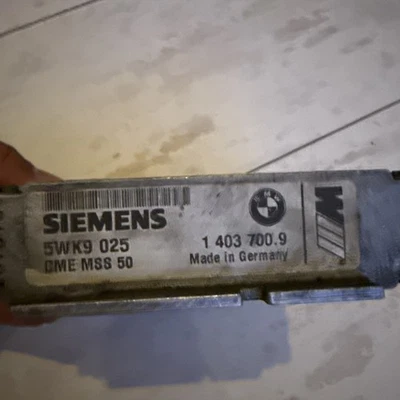 SIEMENS
5WK9 025 1 403 700.9
DME MSS 50 Made in Germany